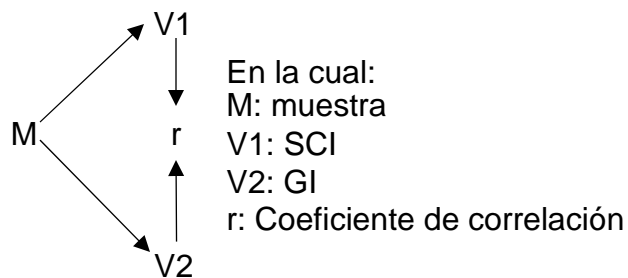 V1
En la cual:
M: muestra
M
r
V1: SCI
V2: GI
r: Coeficiente de correlación
V2